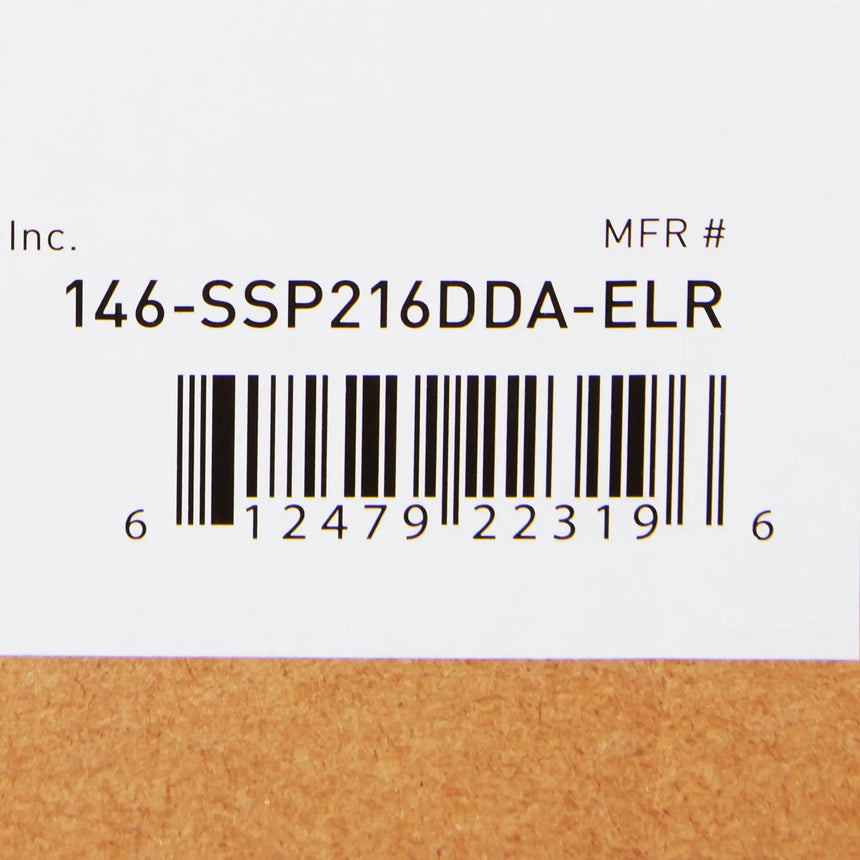 Inc. MFR #
146-SSP216DDA-ELR
6 12479 22319 6